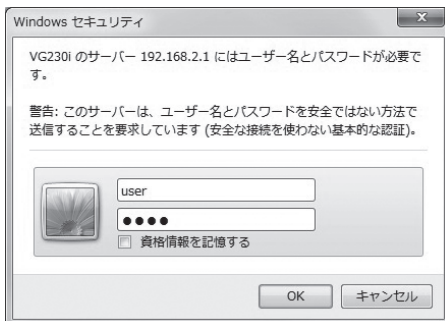 Windows セキュリティ
VG230i のサーバー 192.168.2.1 にはユーザー名とパスワードが必要で
す。
警告: このサーバーは、ユーザー名とパスワードを安全ではない方法で
送信することを要求しています (安全な接続を使わない基本的な認証)。
user
●●●●
資格情報を記憶する
OK キャンセル